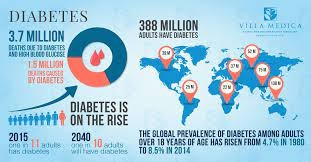 DIABETES
3.7 MILLION
DEATHS DUE TO DIABETES
AND HIGH BLOOD GLUCOSE
1.5 MILLION
DEATHS CAUSED
BY DIABETES
388 MILLION
ADULTS HAVE DIABETES
VILLA MEDICA
39 M
52 M
DIABETES IS
ON THE RISE
2015
one in 11 adults
has diabetes
2040
one in 10 adults
will have diabetes
THE GLOBAL PREVALENCE OF DIABETES AMONG ADULTS
OVER 18 YEARS OF AGE HAS RISEN FROM 4.7% IN 1980
TO 8.5% IN 2014